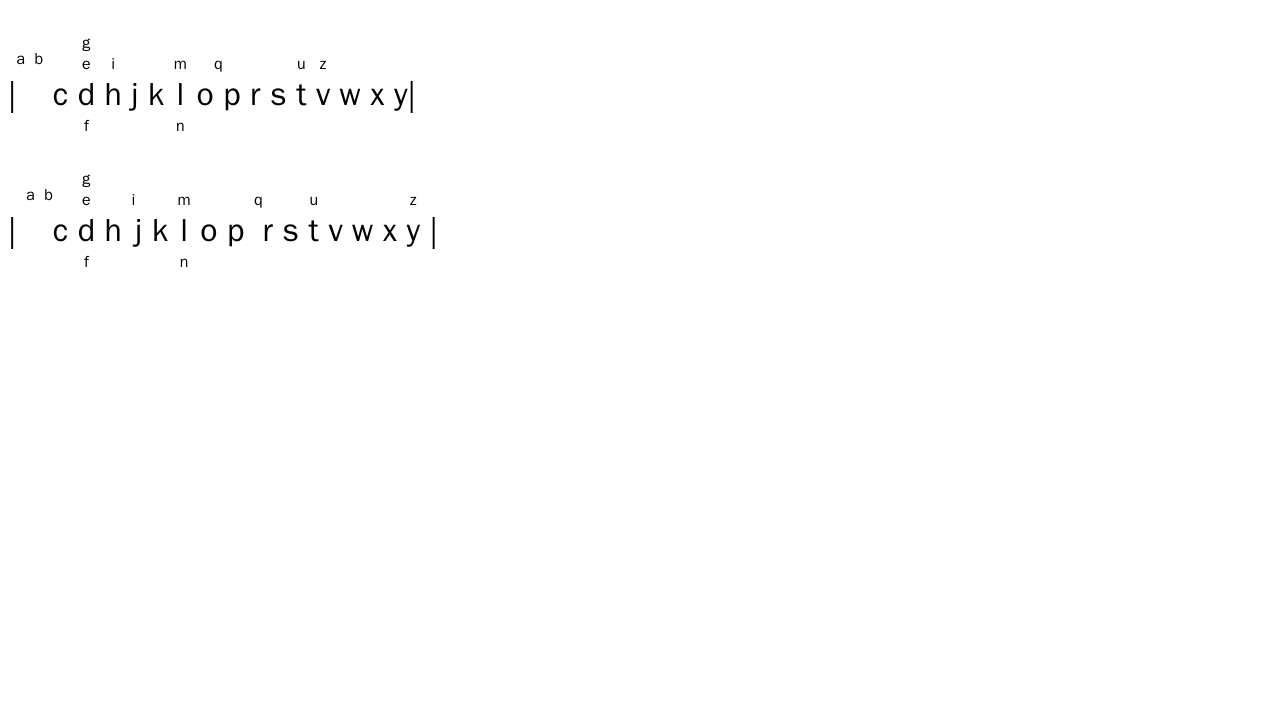 g
a b e i m q u z
| c d h j k l o p r s t v w x y|
f n
g
a b e i m q u z
| c d h j k l o p r s t v w x y |
f n